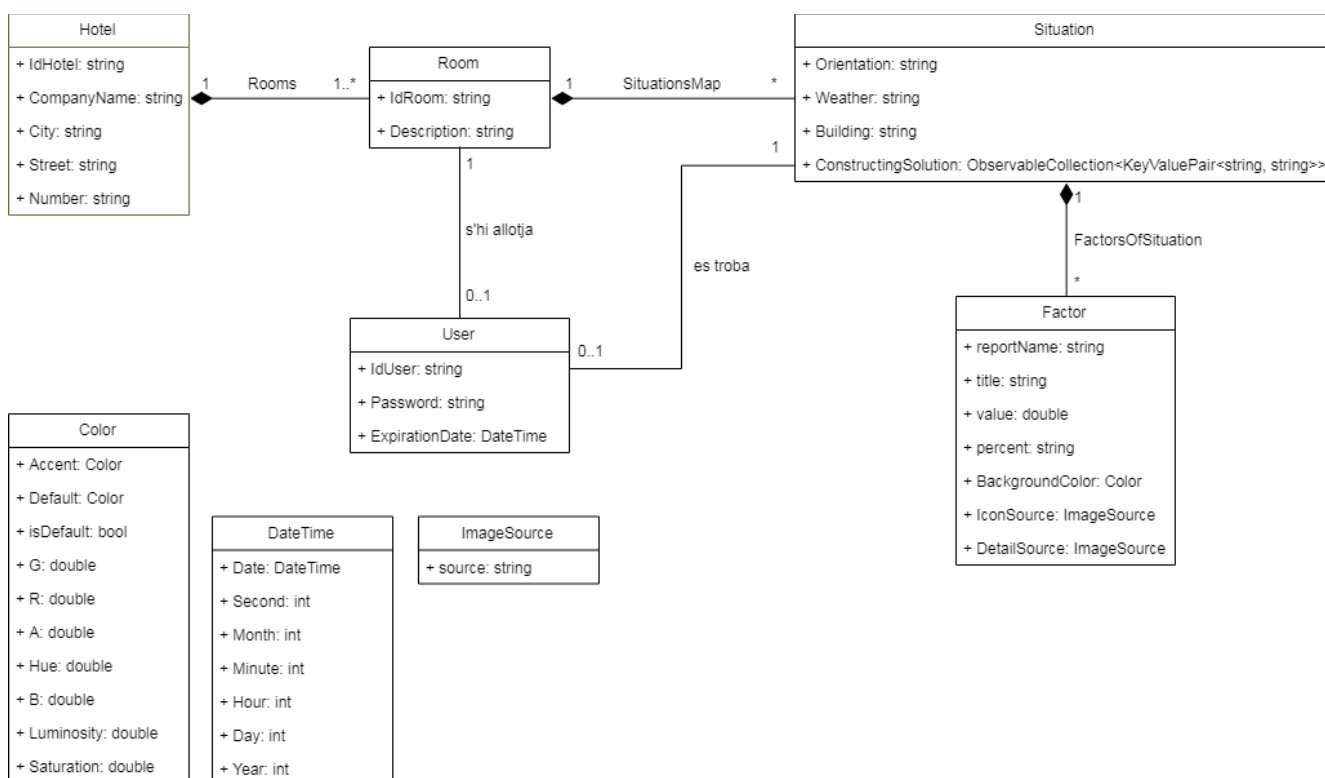 Hotel
+ IdHotel: string
+ CompanyName: string
+ City: string
+ Street: string
+ Number: string
1
Rooms
1..*
Room
+ IdRoom: string
+ Description: string
1
SituationsMap
*
Situation
+ Orientation: string
+ Weather: string
+ Building: string
+ ConstructingSolution: ObservableCollection<KeyValuePair<string, string>>
1
1
s'hi allotja
0..1
es troba
1
FactorsOfSituation
*
User
+ IdUser: string
+ Password: string
+ ExpirationDate: DateTime
0..1
Factor
+ reportName: string
+ title: string
+ value: double
+ percent: string
+ BackgroundColor: Color
+ IconSource: ImageSource
+ DetailSource: ImageSource
Color
+ Accent: Color
+ Default: Color
+ isDefault: bool
+ G: double
+ R: double
+ A: double
+ Hue: double
+ B: double
+ Luminosity: double
+ Saturation: double
DateTime
+ Date: DateTime
+ Second: int
+ Month: int
+ Minute: int
+ Hour: int
+ Day: int
+ Year: int
ImageSource
+ source: string